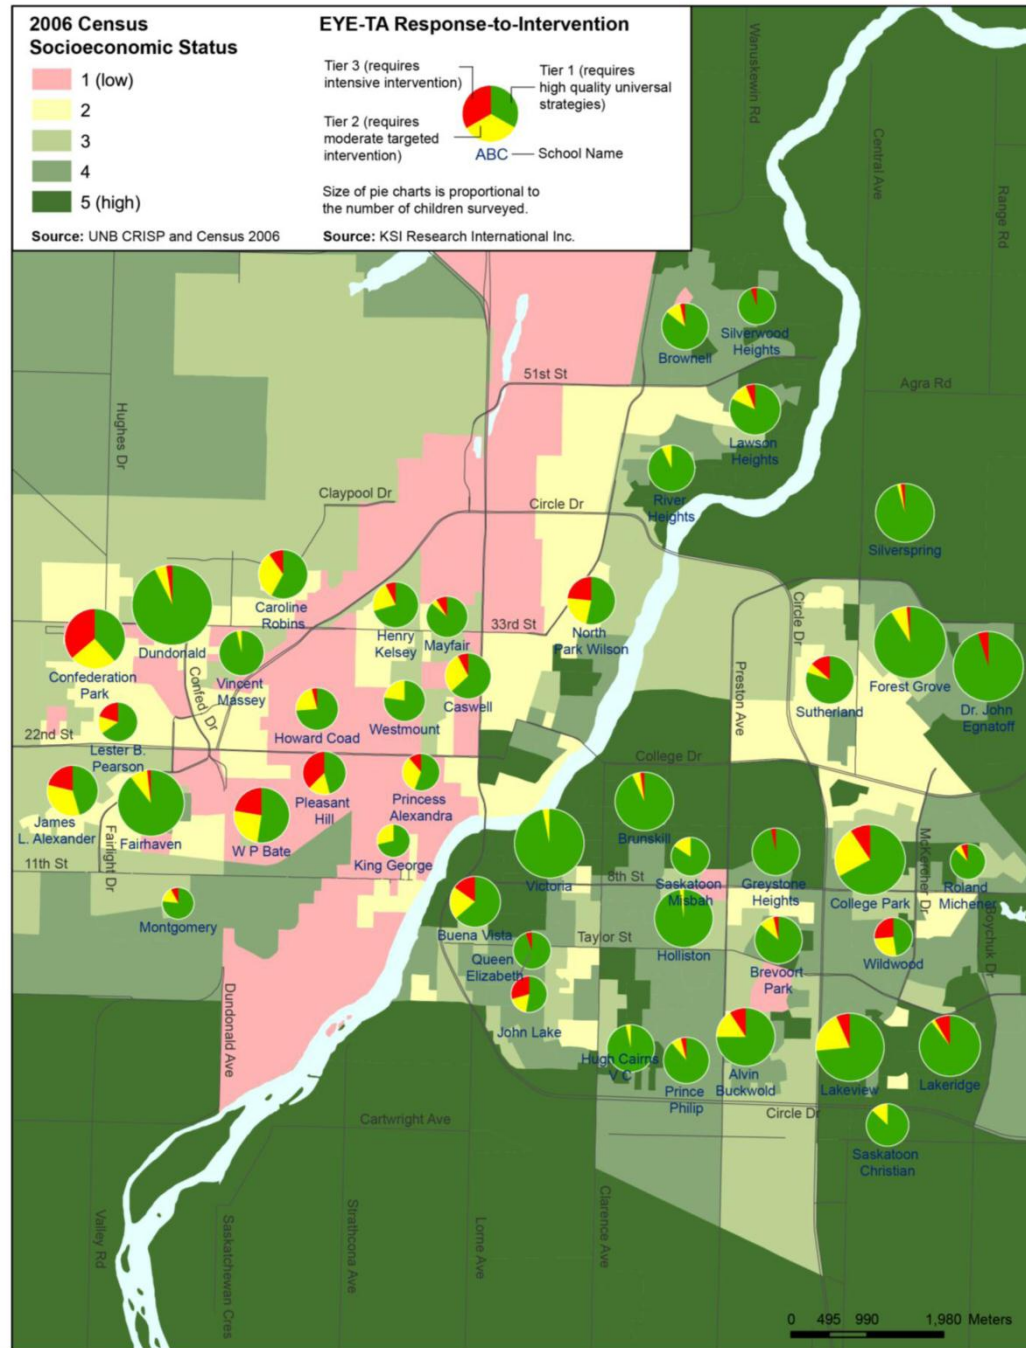 2006 Census
Socioeconomic Status
1 (low)
2
3
4
5 (high)
Source: UNB CRISP and Census 2006
EYE-TA Response-to-Intervention
Tier 3 (requires
intensive intervention)
Tier 1 (requires
high quality universal
strategies)
Tier 2 (requires
moderate targeted
intervention)
ABC
School Name
Size of pie charts is proportional to
the number of children surveyed.
Source: KSI Research International Inc.
Wanuskewin Rd
Central Ave
Range Rd
Silverwood
Heights
Brownell
51st St
Agra Rd
Hughes Dr
Lawson
Heights
Claypool Dr
Circle Dr
River
Heights
Silverspring
Caroline
Robins
Circle Dr
33rd St
Henry
Kelsey
Mayfair
North
Park Wilson
Dundonald
Confederation
Park
Vincent
Massey
Confed. Dr
Caswell
Preston Ave
Sutherland
Forest Grove
Dr. John
Egnatoff
Howard Coad
Westmount
22nd St
Lester B.
Pearson
College Dr
James
L. Alexander
Fairhaven
Fairlight Dr
W P Bate
Pleasant
Hill
Princess
Alexandra
King George
Brunskill
11th St
Victoria
8th St
Saskatoon
Misbah
Greystone
Heights
College Park
McKercher Dr
Roland
Michener
Boychuk Dr
Montgomery
Buena Vista
Taylor St
Queen
Elizabeth
Holliston
Brevoort
Park
Wildwood
Dundonald Ave
John Lake
Hugh Cairns
V C
Prince
Philip
Alvin
Buckwold
Lakeview
Lakeridge
Circle Dr
Cartwright Ave
Saskatoon
Christian
Valley Rd
Saskatchewan Cres
Strathcona Ave
Lorne Ave
Clarence Ave
0 495 990 1,980 Meters